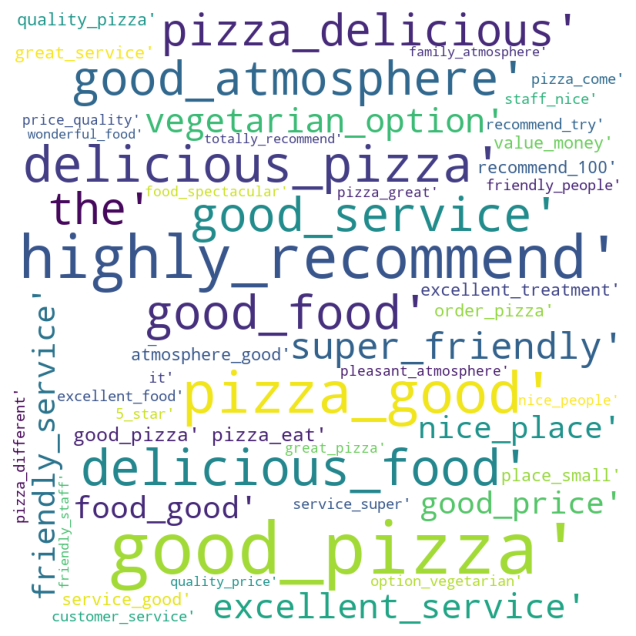 quality_pizza'
pizza_delicious'
great_service'
family_atmosphere'
good_atmosphere'
pizza_come'
staff_nice'
price_quality'
vegetarian_option'
recommend_try'
wonderful_food'
totally_recommend'
value_money'
delicious_pizza'
recommend_100'
food_spectacular'
pizza_great'
friendly_people'
the'
good_service'
highly_recommend'
excellent_treatment'
good_food'
order_pizza'
_
atmosphere_good'
super_friendly'
pleasant_atmosphere'
it'
excellent_food'
pizza_good'
nice_people'
5_star'
good_pizza'
pizza_eat'
nice_place'
great_pizza'
friendly_service'
pizza_different'
friendly_staff'
delicious_food'
place_small'
food_good'
service_super'
good_price'
good_pizza'
quality_price'
option_vegetarian'
service_good'
excellent_service'
customer_service'